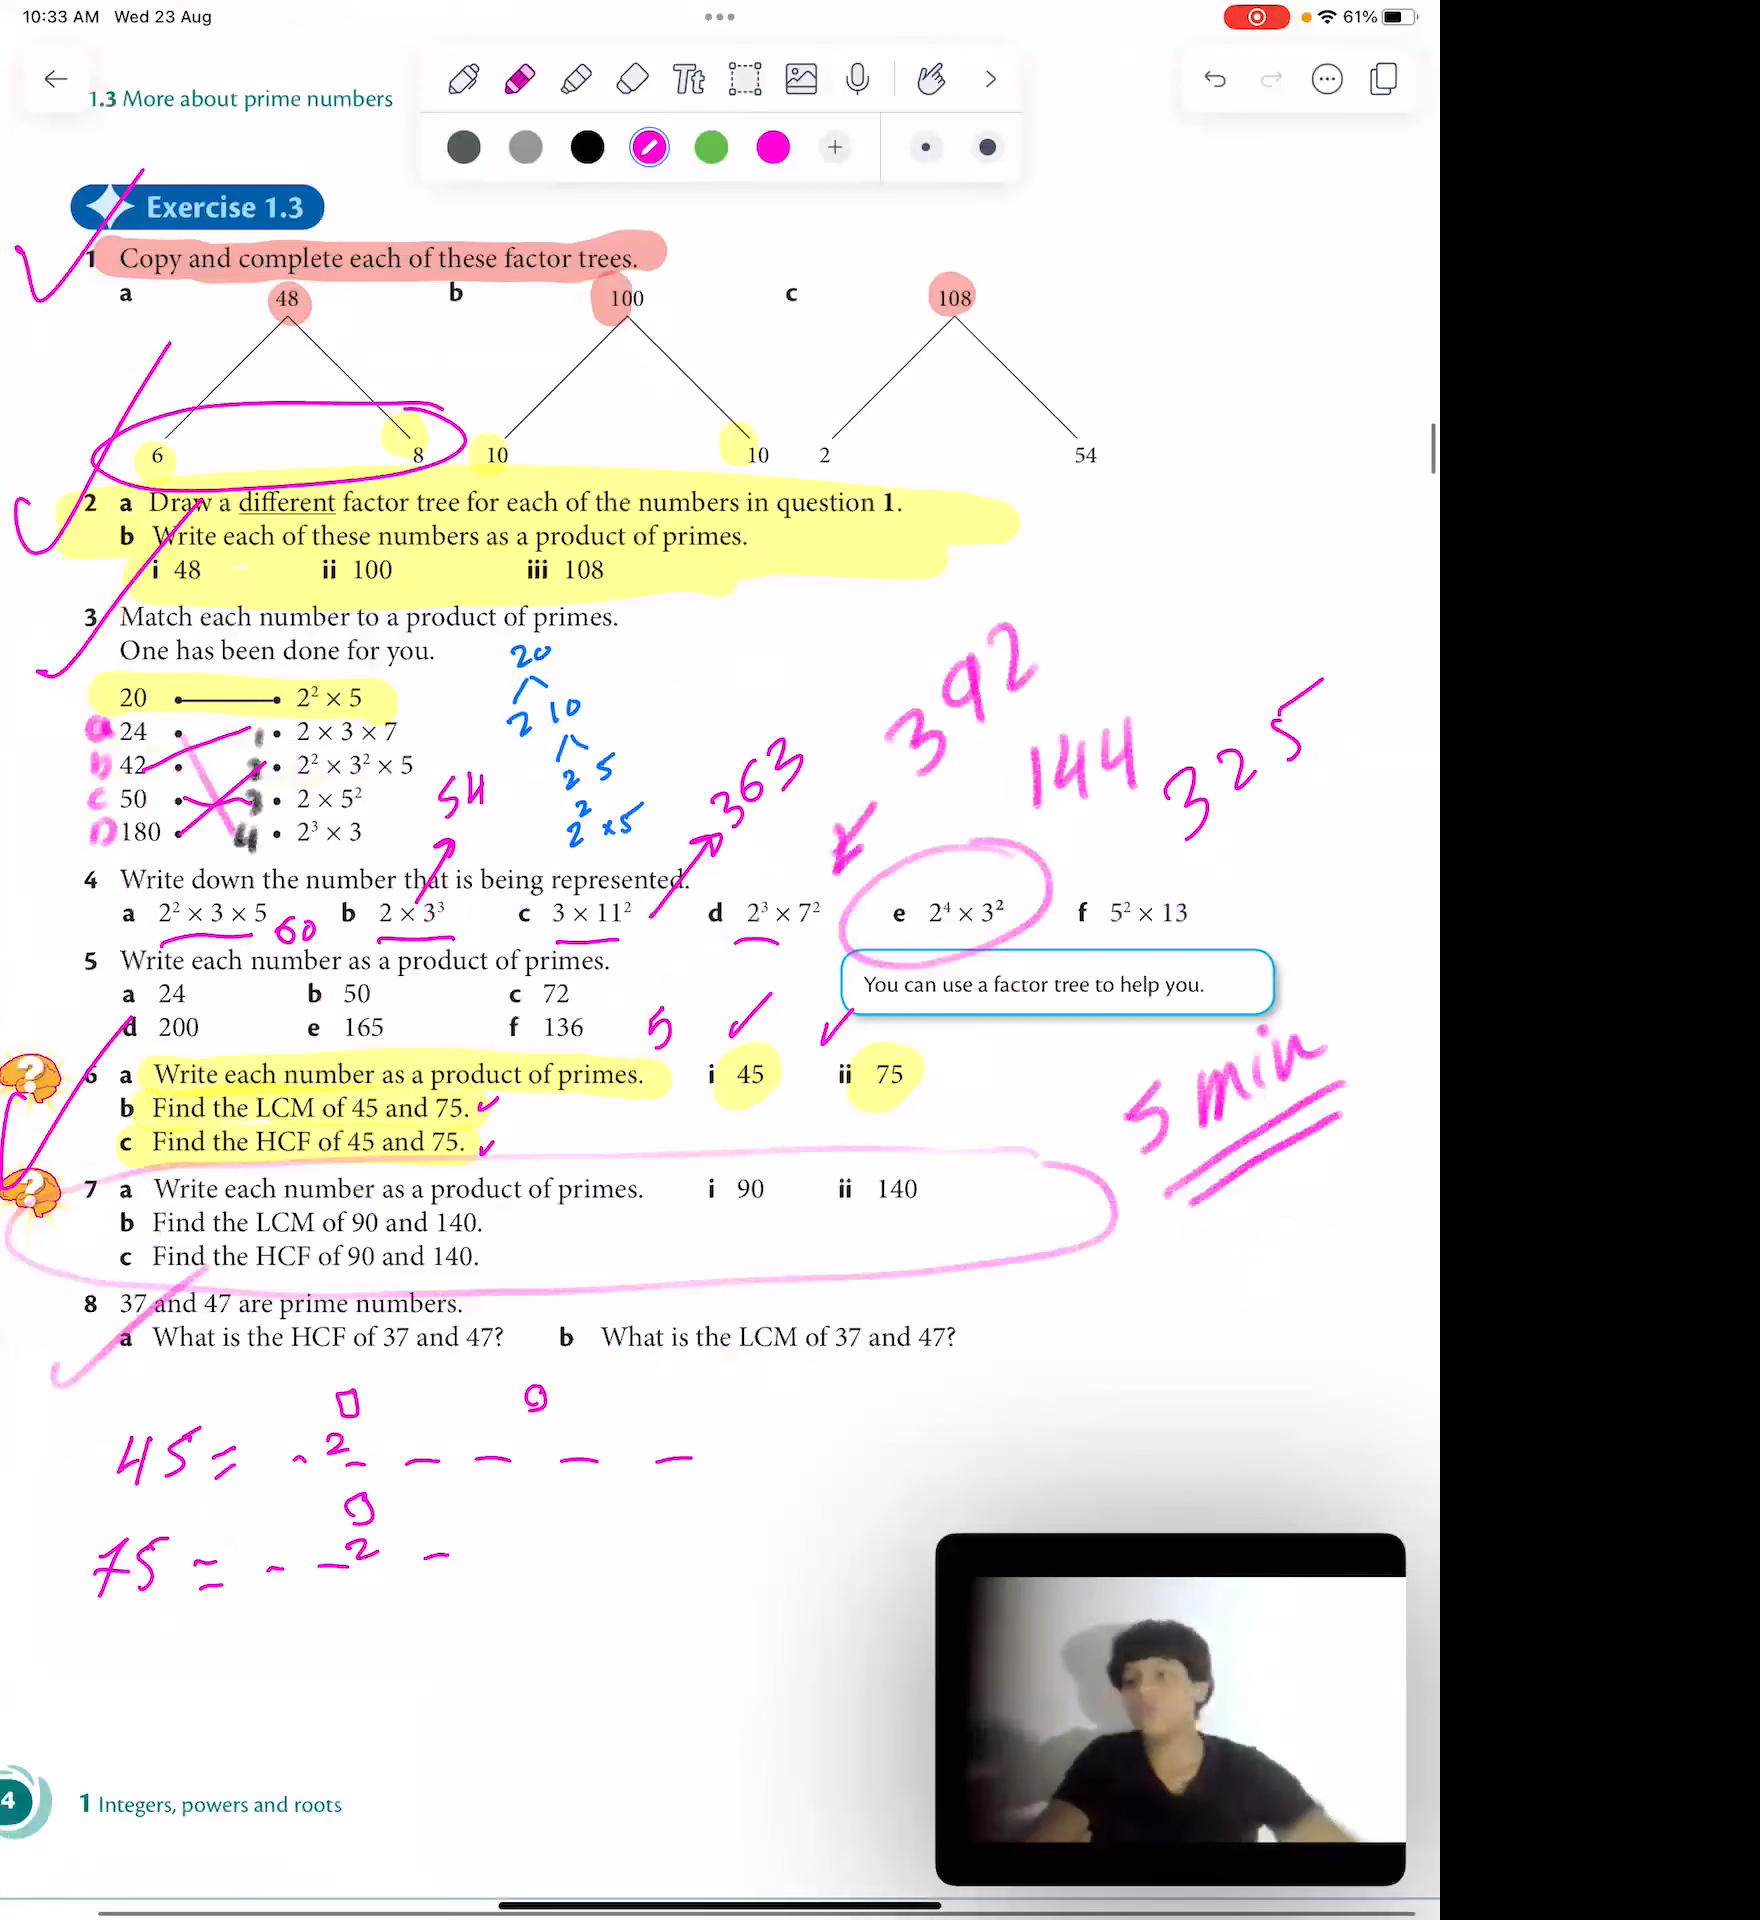 10:33 AM Wed 23 Aug
61%
1.3 More about prime numbers
Tt
Exercise 1.3
1 Copy and complete each of these factor trees.
a 48 b 100 c 108
6 8 10 10 2 54
2 a Draw a different factor tree for each of the numbers in question 1.
b Write each of these numbers as a product of primes.
i 48 ii 100 iii 108
3 Match each number to a product of primes.
One has been done for you.
20
2 10
2 5
2² × 5
20 2² × 5
a 24 1 2 × 3 × 7
b 42 2² × 3² × 5
c 50 3 2 × 5²
D 180 4 2³ × 3
54
363
392
144
325
4 Write down the number that is being represented.
a 2² × 3 × 5 60 b 2 × 3³ c 3 × 11² d 2³ × 7² e 2⁴ × 3² f 5² × 13
5 Write each number as a product of primes.
You can use a factor tree to help you.
a 24 b 50 c 72
d 200 e 165 f 136
5
5 min
6 a Write each number as a product of primes. i 45 ii 75
b Find the LCM of 45 and 75.
c Find the HCF of 45 and 75.
7 a Write each number as a product of primes. i 90 ii 140
b Find the LCM of 90 and 140.
c Find the HCF of 90 and 140.
8 37 and 47 are prime numbers.
a What is the HCF of 37 and 47? b What is the LCM of 37 and 47?
45 = 2
75 = 2
4
1 Integers, powers and roots